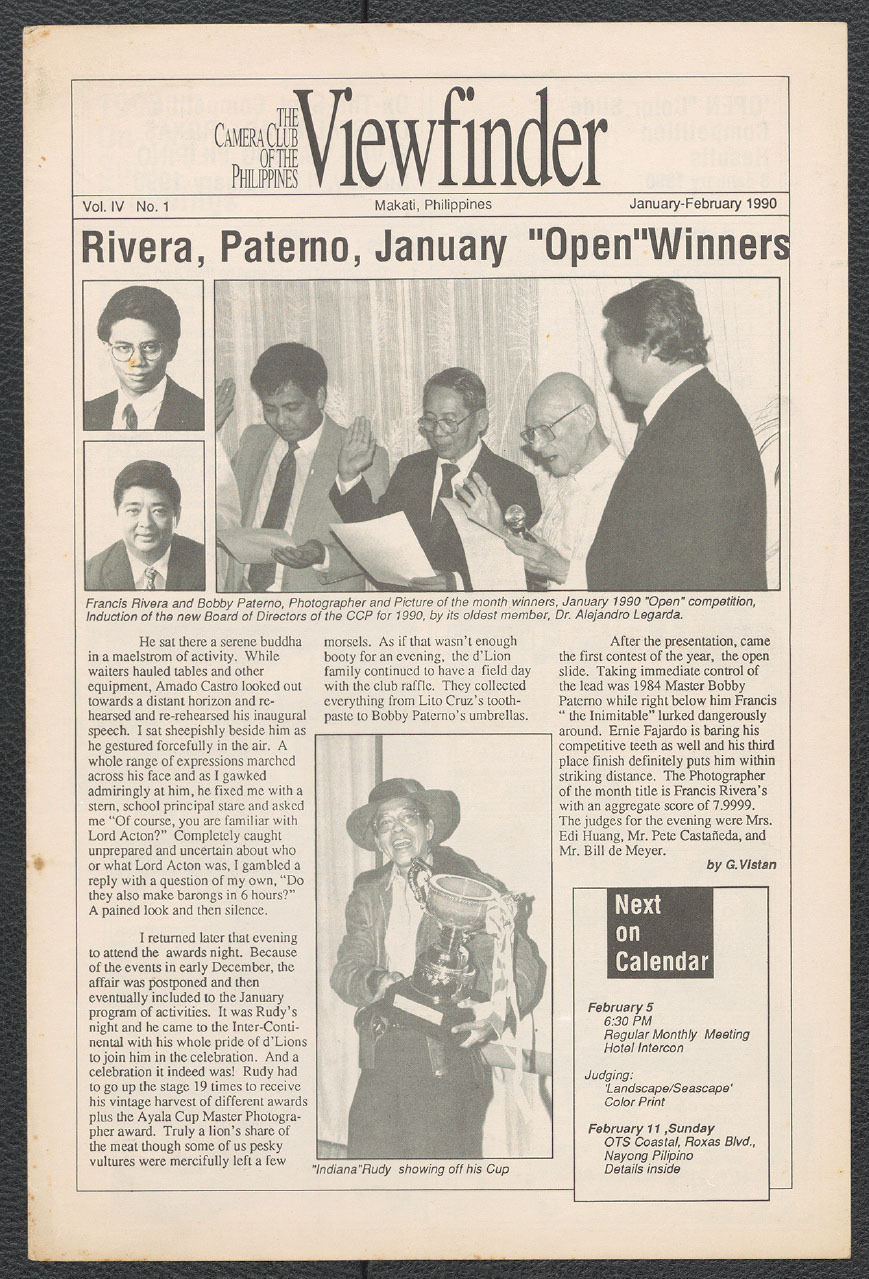 THE
CAMERA CLUB
OF THE
PHILIPPINES
Viewfinder
Vol. IV No. 1
Makati, Philippines
January-February 1990
Rivera, Paterno, January "Open"Winners
Francis Rivera and Bobby Paterno, Photographer and Picture of the month winners, January 1990 "Open" competition,
Induction of the new Board of Directors of the CCP for 1990, by its oldest member, Dr. Alejandro Legarda.
He sat there a serene buddha
in a maelstrom of activity. While
waiters hauled tables and other
equipment, Amado Castro looked out
towards a distant horizon and re-
hearsed and re-rehearsed his inaugural
speech. I sat sheepishly beside him as
he gestured forcefully in the air. A
whole range of expressions marched
across his face and as I gawked
admiringly at him, he fixed me with a
stern, school principal stare and asked
me “Of course, you are familiar with
Lord Acton?” Completely caught
unprepared and uncertain about who
or what Lord Acton was, I gambled a
reply with a question of my own, “Do
they also make barongs in 6 hours?”
A pained look and then silence.
I returned later that evening
to attend the awards night. Because
of the events in early December, the
affair was postponed and then
eventually included to the January
program of activities. It was Rudy’s
night and he came to the Inter-Conti-
nental with his whole pride of d’Lions
to join him in the celebration. And a
celebration it indeed was! Rudy had
to go up the stage 19 times to receive
his vintage harvest of different awards
plus the Ayala Cup Master Photogra-
pher award. Truly a lion’s share of
the meat though some of us pesky
vultures were mercifully left a few
morsels. As if that wasn’t enough
booty for an evening, the d’Lion
family continued to have a field day
with the club raffle. They collected
everything from Lito Cruz’s tooth-
paste to Bobby Paterno’s umbrellas.
"Indiana"Rudy showing off his Cup
After the presentation, came
the first contest of the year, the open
slide. Taking immediate control of
the lead was 1984 Master Bobby
Paterno while right below him Francis
“ the Inimitable” lurked dangerously
around. Ernie Fajardo is baring his
competitive teeth as well and his third
place finish definitely puts him within
striking distance. The Photographer
of the month title is Francis Rivera’s
with an aggregate score of 7.9999.
The judges for the evening were Mrs.
Edi Huang, Mr. Pete Castañeda, and
Mr. Bill de Meyer.
by G.Vistan
Next
on
Calendar
February 5
6:30 PM
Regular Monthly Meeting
Hotel Intercon
Judging:
'Landscape/Seascape'
Color Print
February 11 ,Sunday
OTS Coastal, Roxas Blvd.,
Nayong Pilipino
Details inside